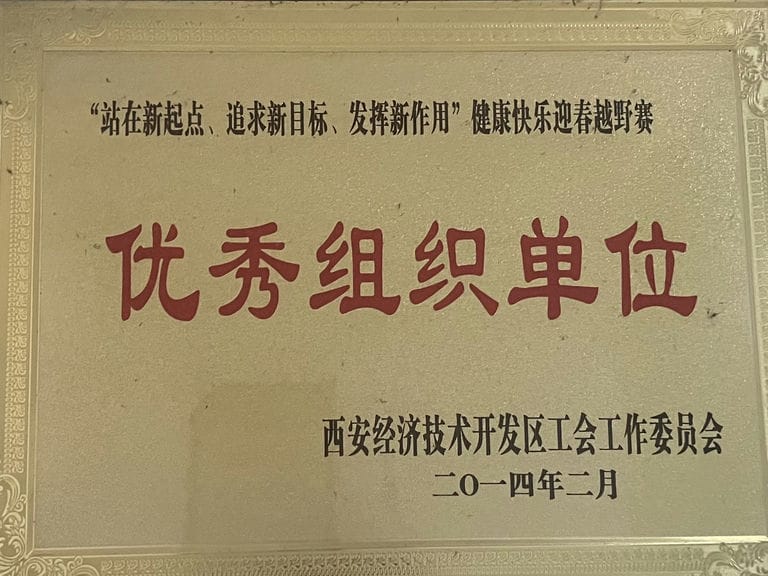 “站在新起点、追求新目标、发挥新作用”健康快乐迎春越野赛
优秀组织单位
西安经济技术开发区工会工作委员会
二〇一四年二月